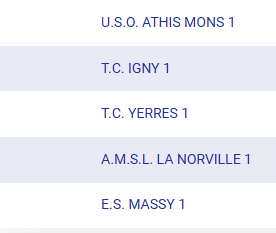 U.S.O. ATHIS MONS 1
T.C. IGNY 1
T.C. YERRES 1
A.M.S.L. LA NORVILLE 1
E.S. MASSY 1